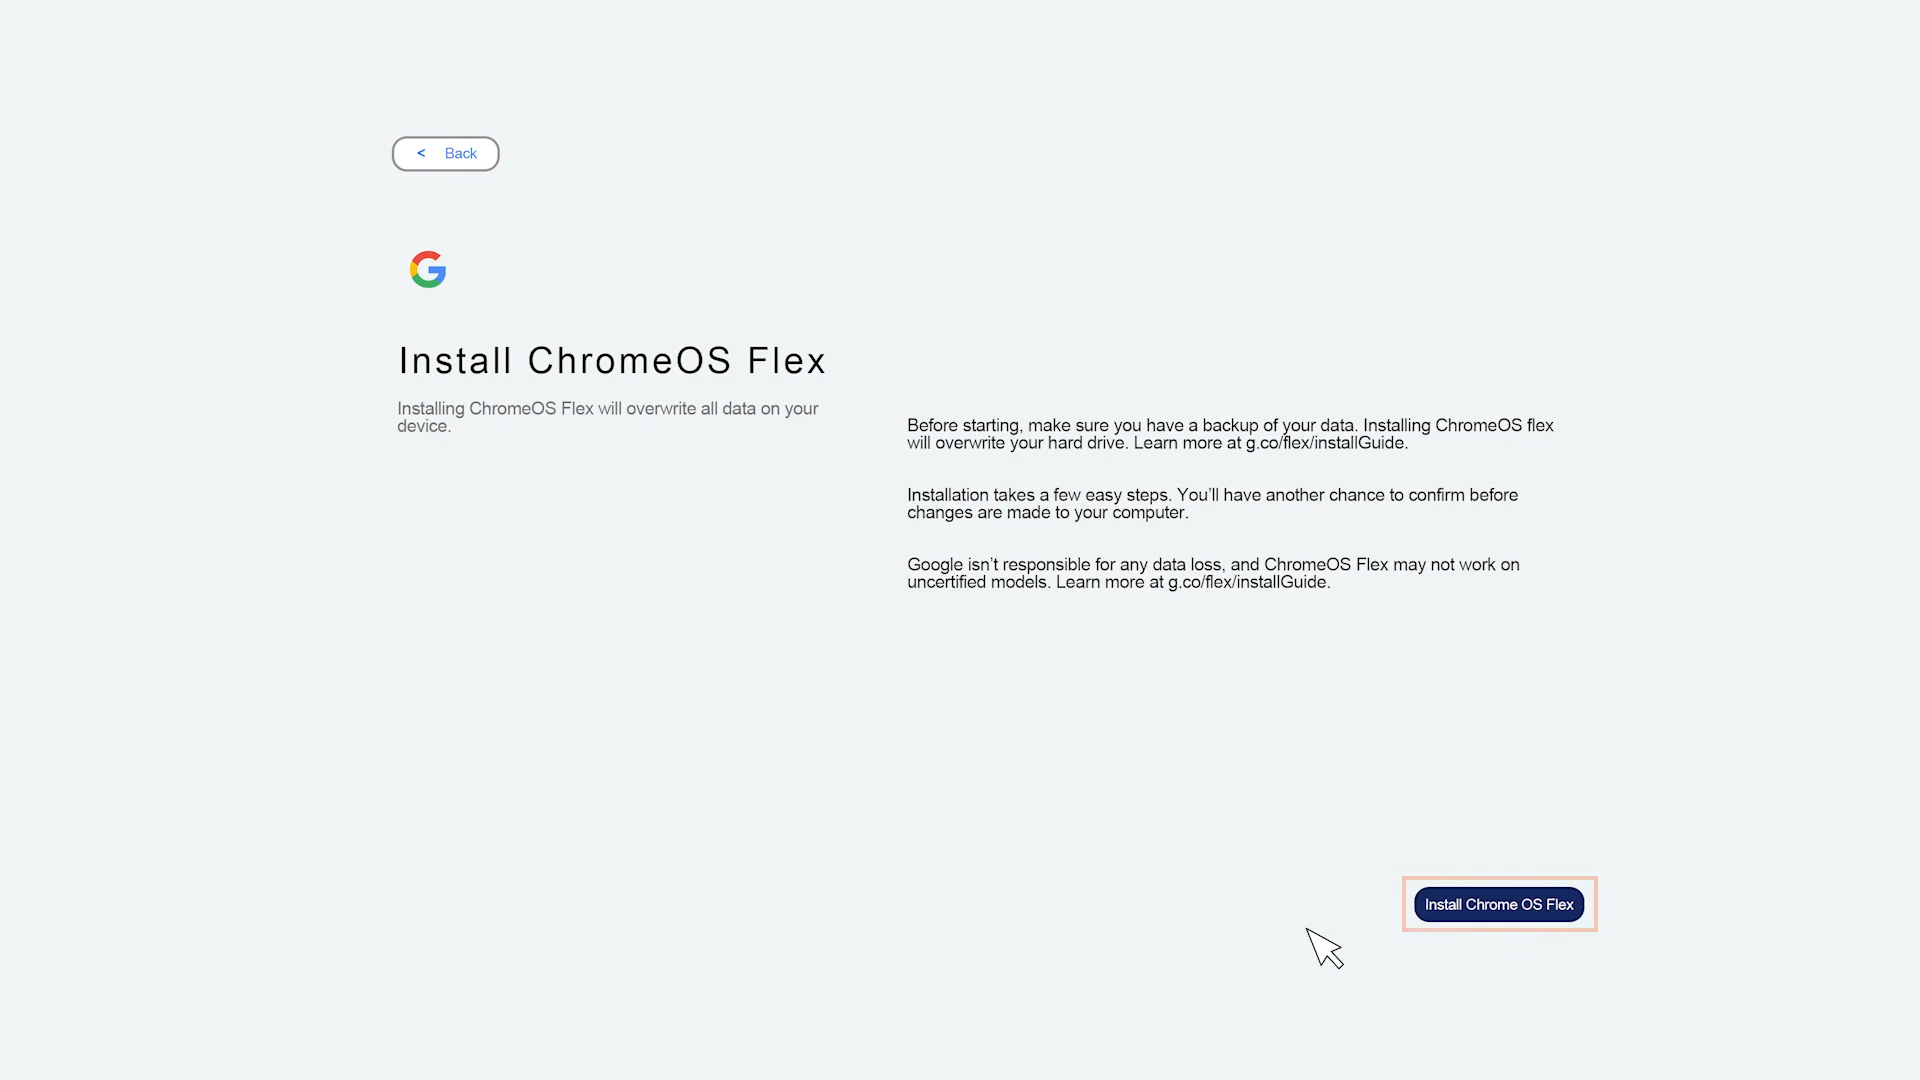 < Back
Install ChromeOS Flex
Installing ChromeOS Flex will overwrite all data on your
device.
Before starting, make sure you have a backup of your data. Installing ChromeOS flex
will overwrite your hard drive. Learn more at g.co/flex/installGuide.
Installation takes a few easy steps. You’ll have another chance to confirm before
changes are made to your computer.
Google isn’t responsible for any data loss, and ChromeOS Flex may not work on
uncertified models. Learn more at g.co/flex/installGuide.
Install Chrome OS Flex